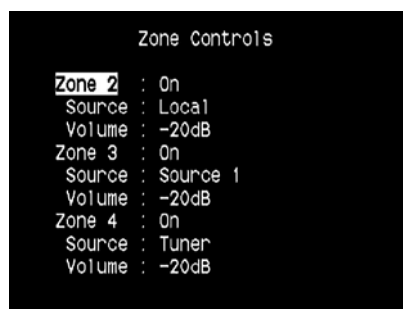 Zone Controls
Zone 2 : On
Source : Local
Volume : -20dB
Zone 3 : On
Source : Source 1
Volume : -20dB
Zone 4 : On
Source : Tuner
Volume : -20dB